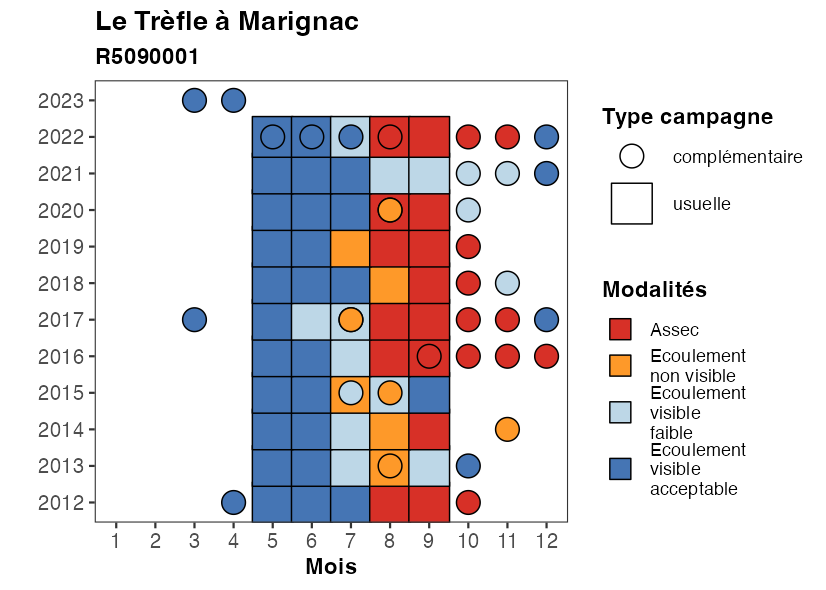 Le Trèfle à Marignac
R5090001
2023
2022
2021
2020
2019
2018
2017
2016
2015
2014
2013
2012
1 2 3 4 5 6 7 8 9 10 11 12
Mois
Type campagne
complémentaire
usuelle
Modalités
Assec
Ecoulement
non visible
Ecoulement
visible
faible
Ecoulement
visible
acceptable